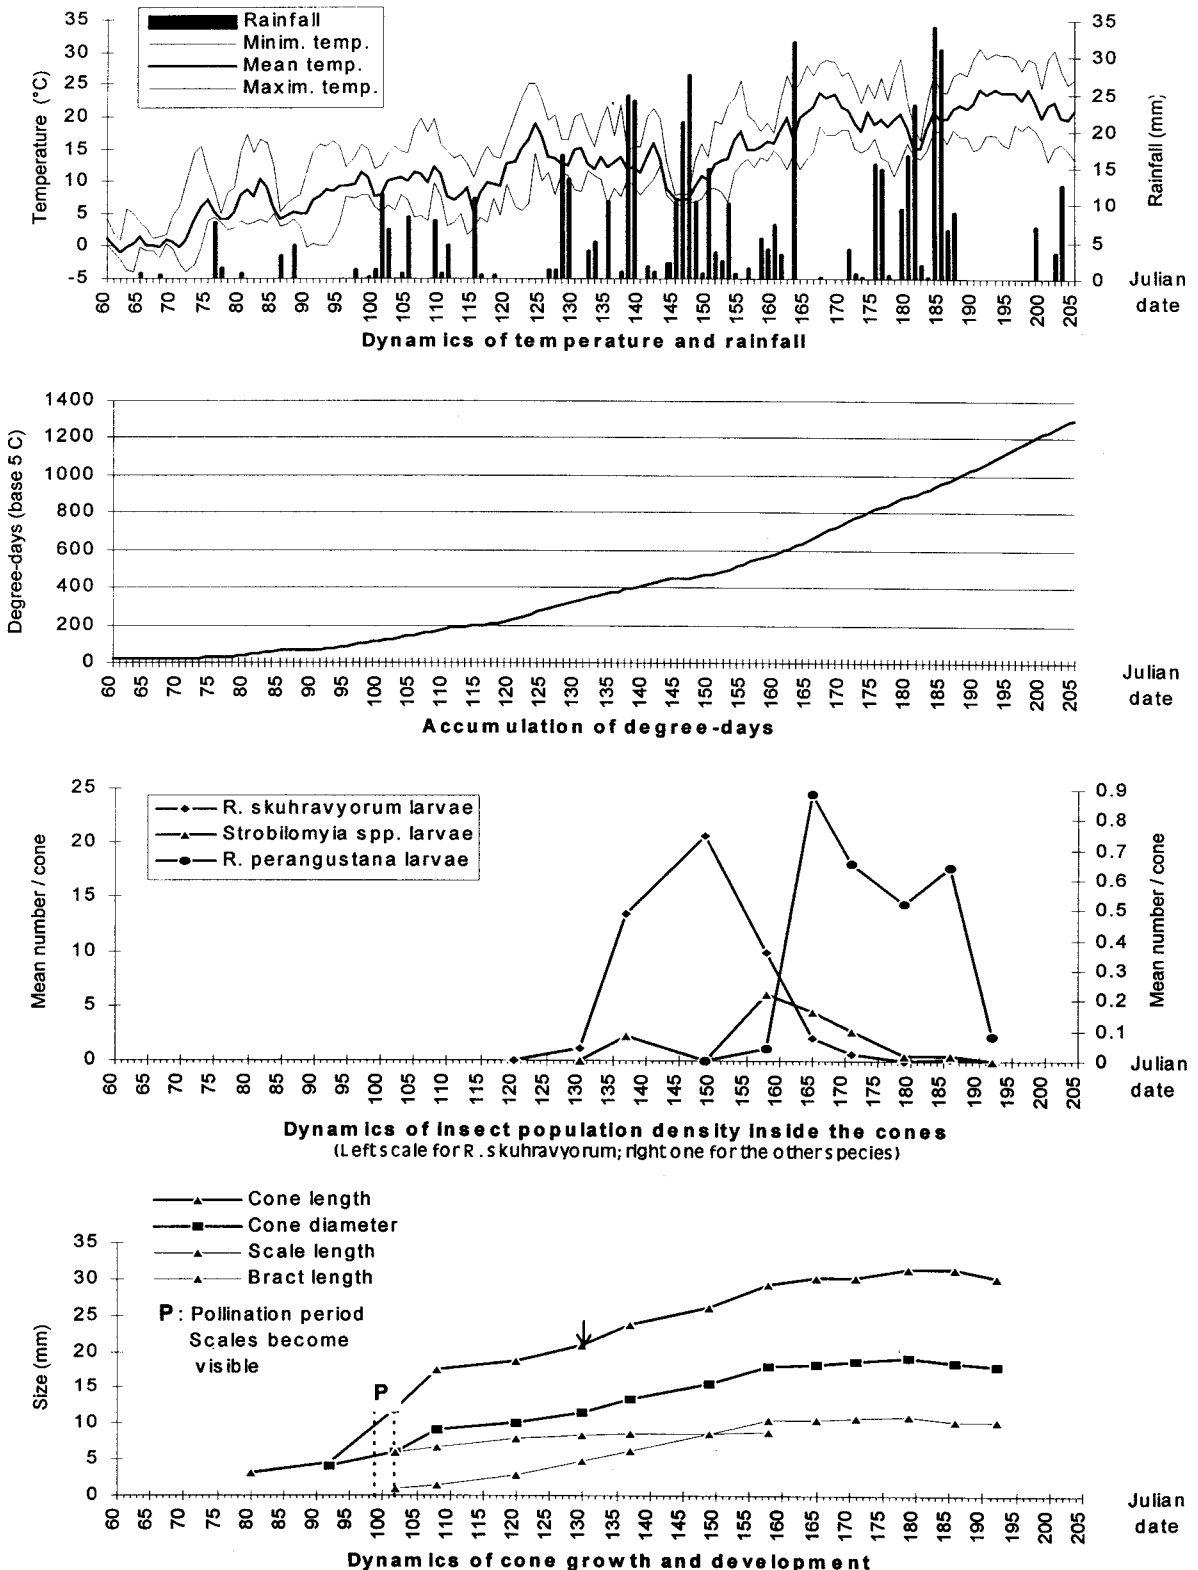 Rainfall
Minim. temp.
Mean temp.
Maxim. temp.
Temperature (°C)
35
30
25
20
15
10
5
0
-5
35
30
25
20
15
10
5
0
Rainfall (mm)
60 65 70 75 80 85 90 95 100 105 110 115 120 125 130 135 140 145 150 155 160 165 170 175 180 185 190 195 200 205
Julian
date
Dynamics of temperature and rainfall
Degree-days (base 5 C)
1400
1200
1000
800
600
400
200
0
60 65 70 75 80 85 90 95 100 105 110 115 120 125 130 135 140 145 150 155 160 165 170 175 180 185 190 195 200 205
Julian
date
Accumulation of degree-days
R. skuhravyorum larvae
Strobilomyia spp. larvae
R. perangustana larvae
Mean number / cone
25
20
15
10
5
0
0.9
0.8
0.7
0.6
0.5
0.4
0.3
0.2
0.1
0
Mean number / cone
60 65 70 75 80 85 90 95 100 105 110 115 120 125 130 135 140 145 150 155 160 165 170 175 180 185 190 195 200 205
Julian
date
Dynamics of insect population density inside the cones
(Left scale for R. skuhravyorum; right one for the other species)
Cone length
Cone diameter
Scale length
Bract length
P : Pollination period
Scales become
visible
P
Size (mm)
35
30
25
20
15
10
5
0
60 65 70 75 80 85 90 95 100 105 110 115 120 125 130 135 140 145 150 155 160 165 170 175 180 185 190 195 200 205
Julian
date
Dynamics of cone growth and development